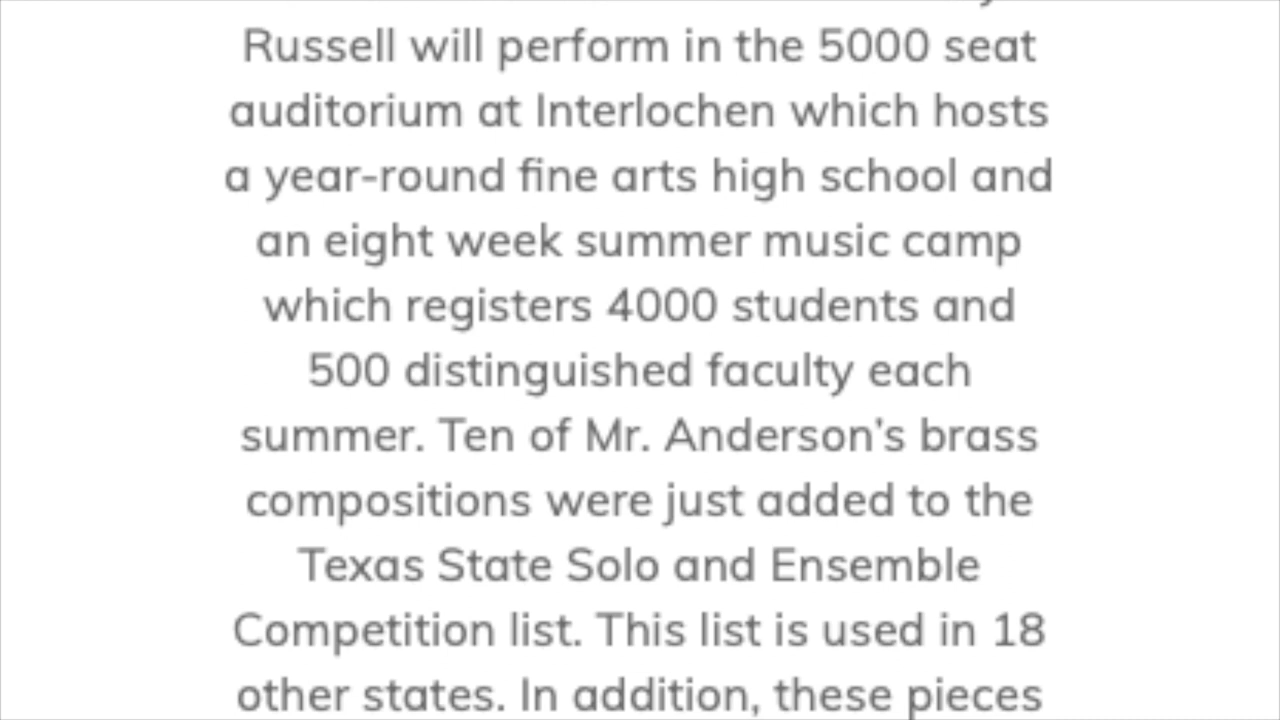 Russell will perform in the 5000 seat
auditorium at Interlochen which hosts
a year-round fine arts high school and
an eight week summer music camp
which registers 4000 students and
500 distinguished faculty each
summer. Ten of Mr. Anderson's brass
compositions were just added to the
Texas State Solo and Ensemble
Competition list. This list is used in 18
other states. In addition, these pieces